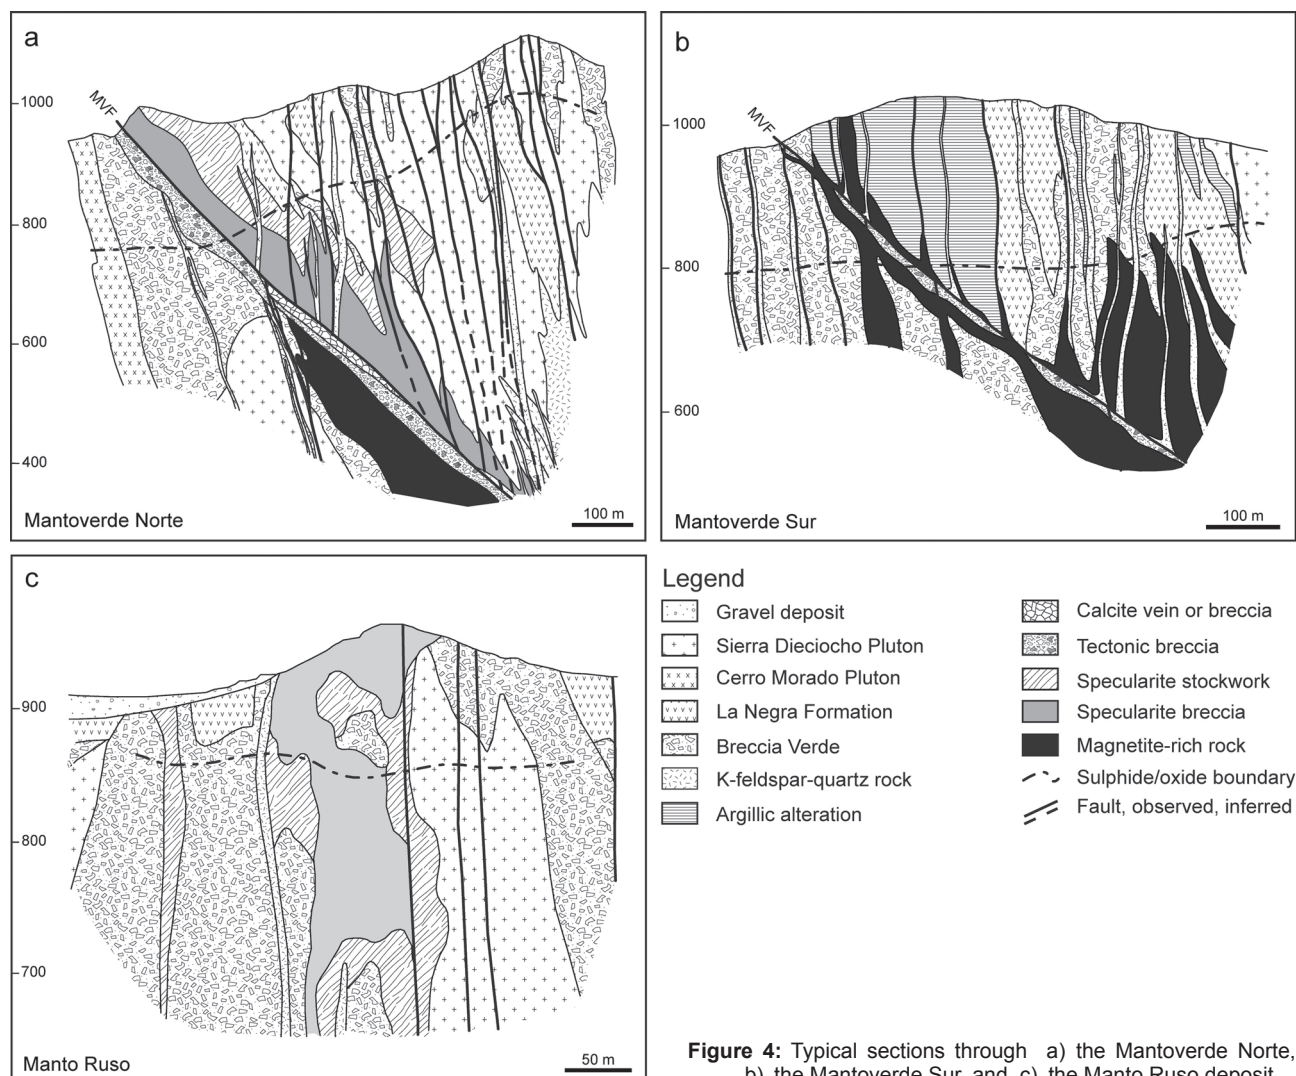 a
MVF
1000
800
600
400
Mantoverde Norte
100 m
b
MVF
1000
800
600
Mantoverde Sur
100 m
c
900
800
700
Manto Ruso
50 m
Legend
Gravel deposit
Sierra Dieciocho Pluton
Cerro Morado Pluton
La Negra Formation
Breccia Verde
K-feldspar-quartz rock
Argillic alteration
Calcite vein or breccia
Tectonic breccia
Specularite stockwork
Specularite breccia
Magnetite-rich rock
Sulphide/oxide boundary
Fault, observed, inferred
Figure 4: Typical sections through a) the Mantoverde Norte,
b) the Mantoverde Sur, and c) the Manto Ruso deposit